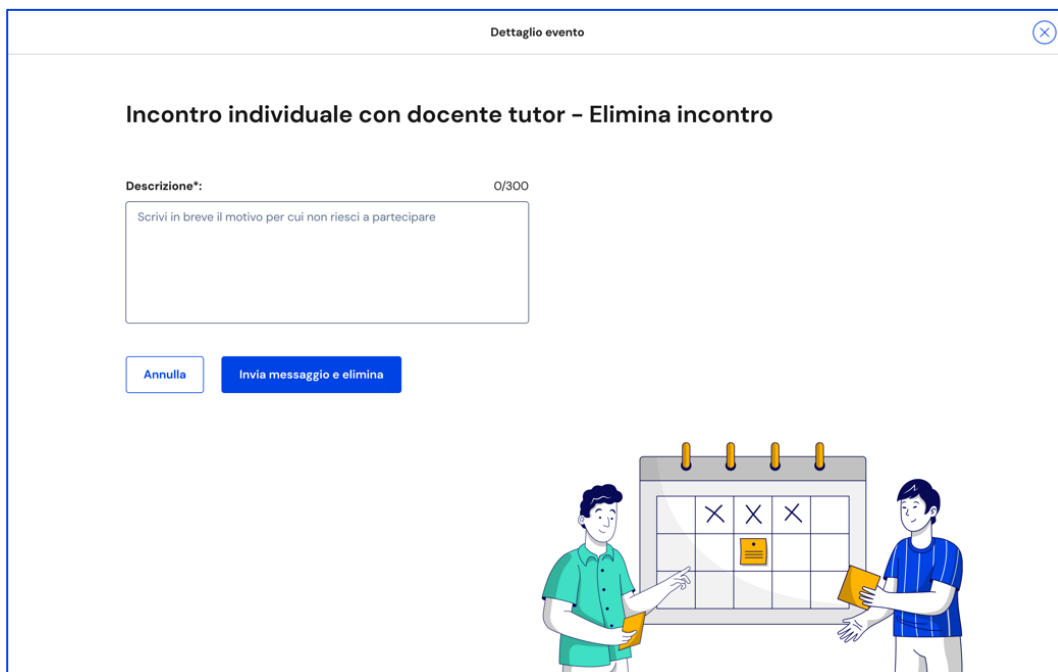 Dettaglio evento
Incontro individuale con docente tutor - Elimina incontro
Descrizione*: 0/300
Scrivi in breve il motivo per cui non riesci a partecipare
Annulla Invia messaggio e elimina